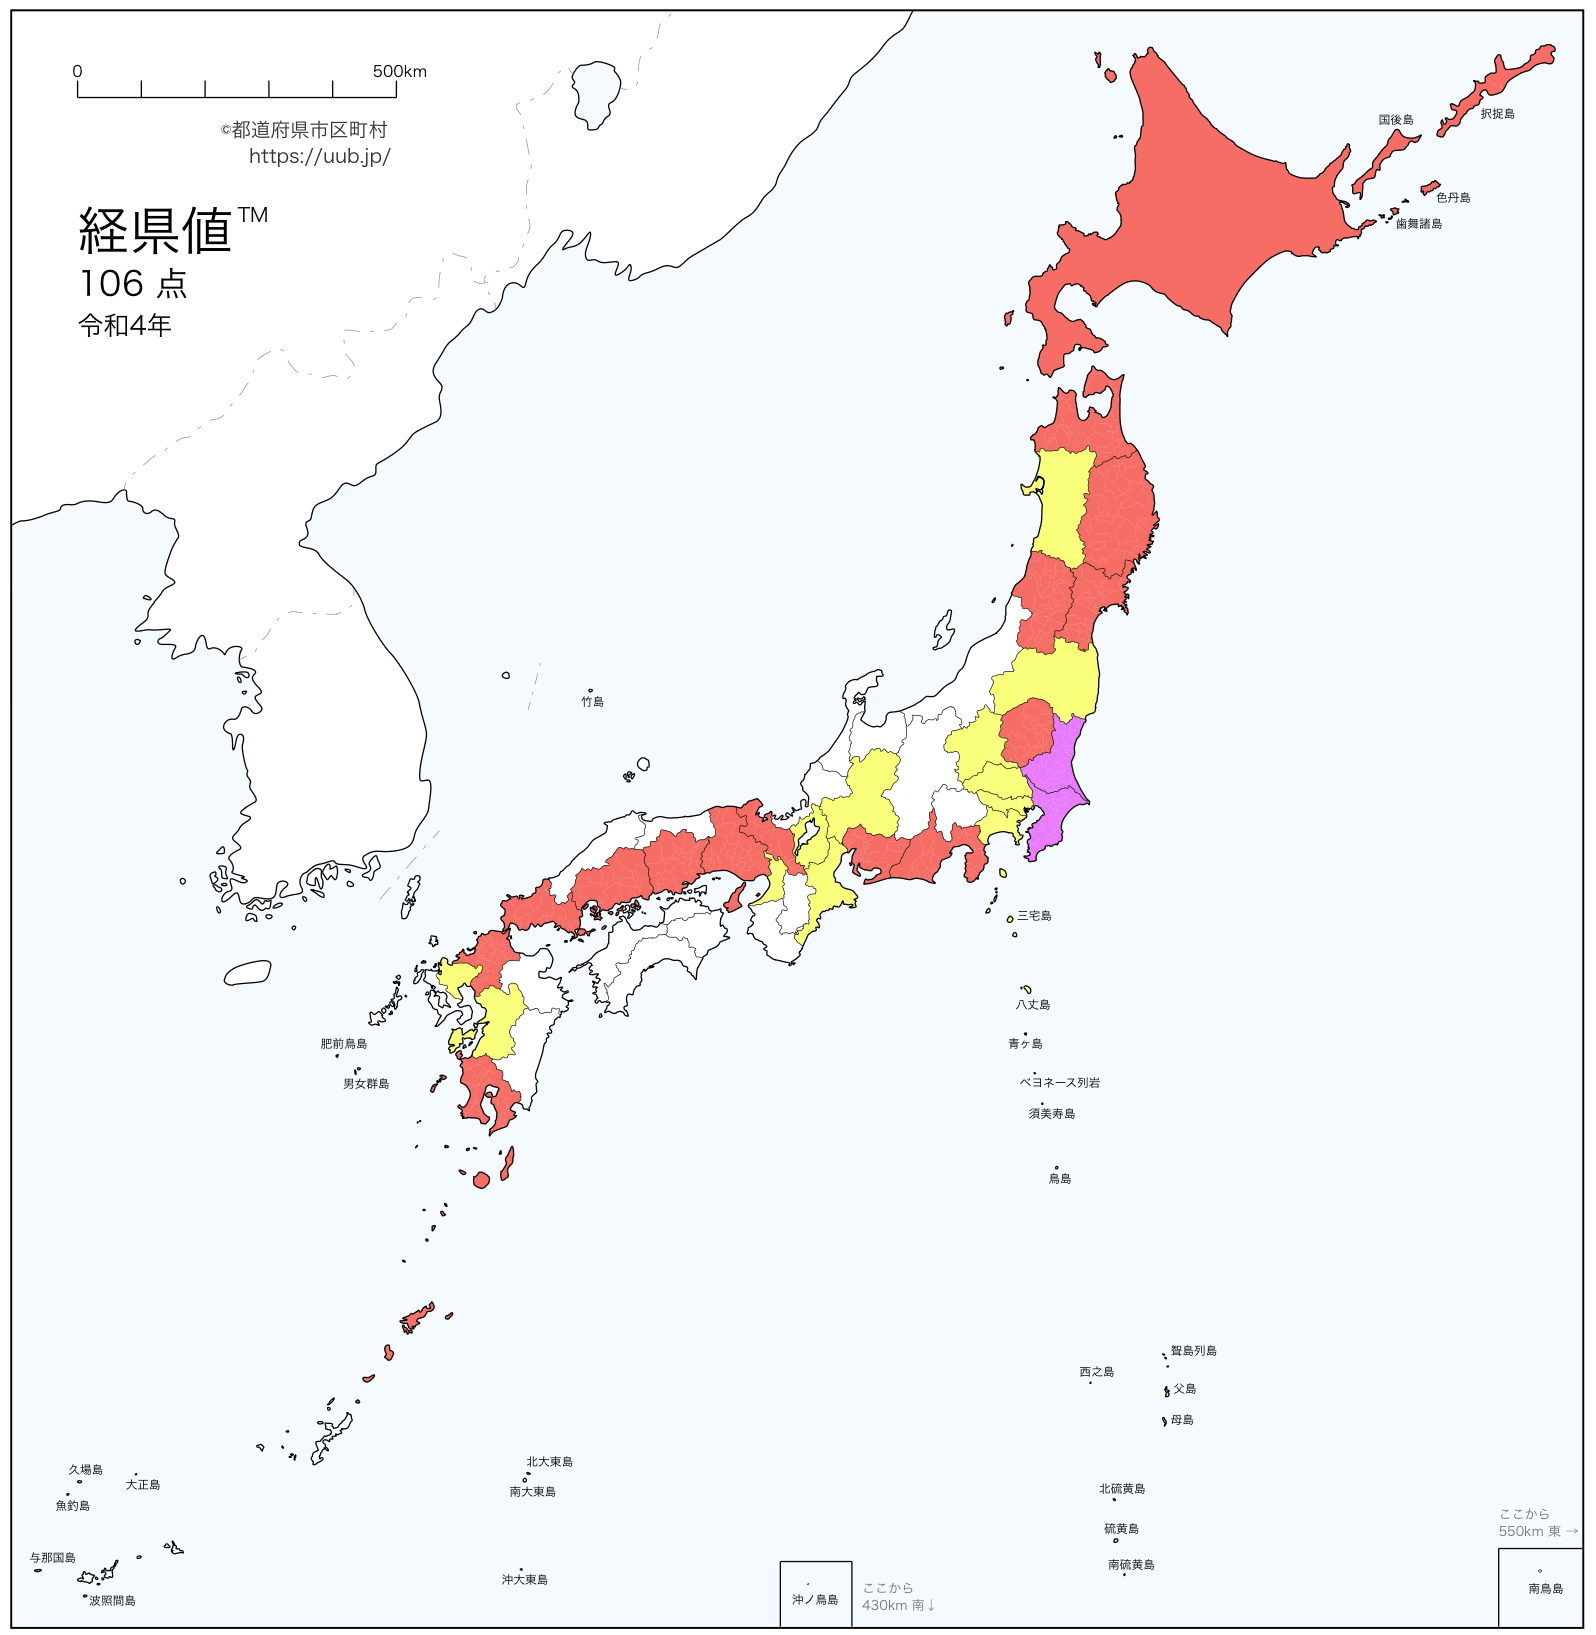 0 500km
©都道府県市区町村
https://uub.jp/
経県値™
106 点
令和4年
国後島
択捉島
色丹島
歯舞諸島
竹島
三宅島
八丈島
青ヶ島
ベヨネース列岩
須美寿島
鳥島
肥前鳥島
男女群島
聟島列島
西之島
父島
母島
北大東島
南大東島
久場島
大正島
魚釣島
北硫黄島
硫黄島
南硫黄島
与那国島
波照間島
沖大東島
沖ノ鳥島
ここから
430km 南↓
ここから
550km 東→
南鳥島